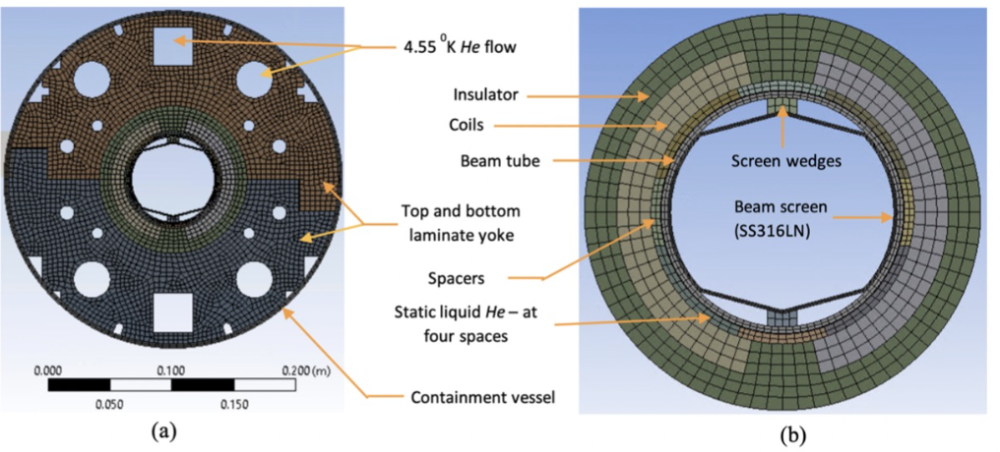 4.55 ⁰K He flow
Insulator
Coils
Beam tube
Top and bottom
laminate yoke
Spacers
Static liquid He – at
four spaces
Containment vessel
Screen wedges
Beam screen
(SS316LN)
0.000 0.100 0.200 (m)
0.050 0.150
(a)
(b)